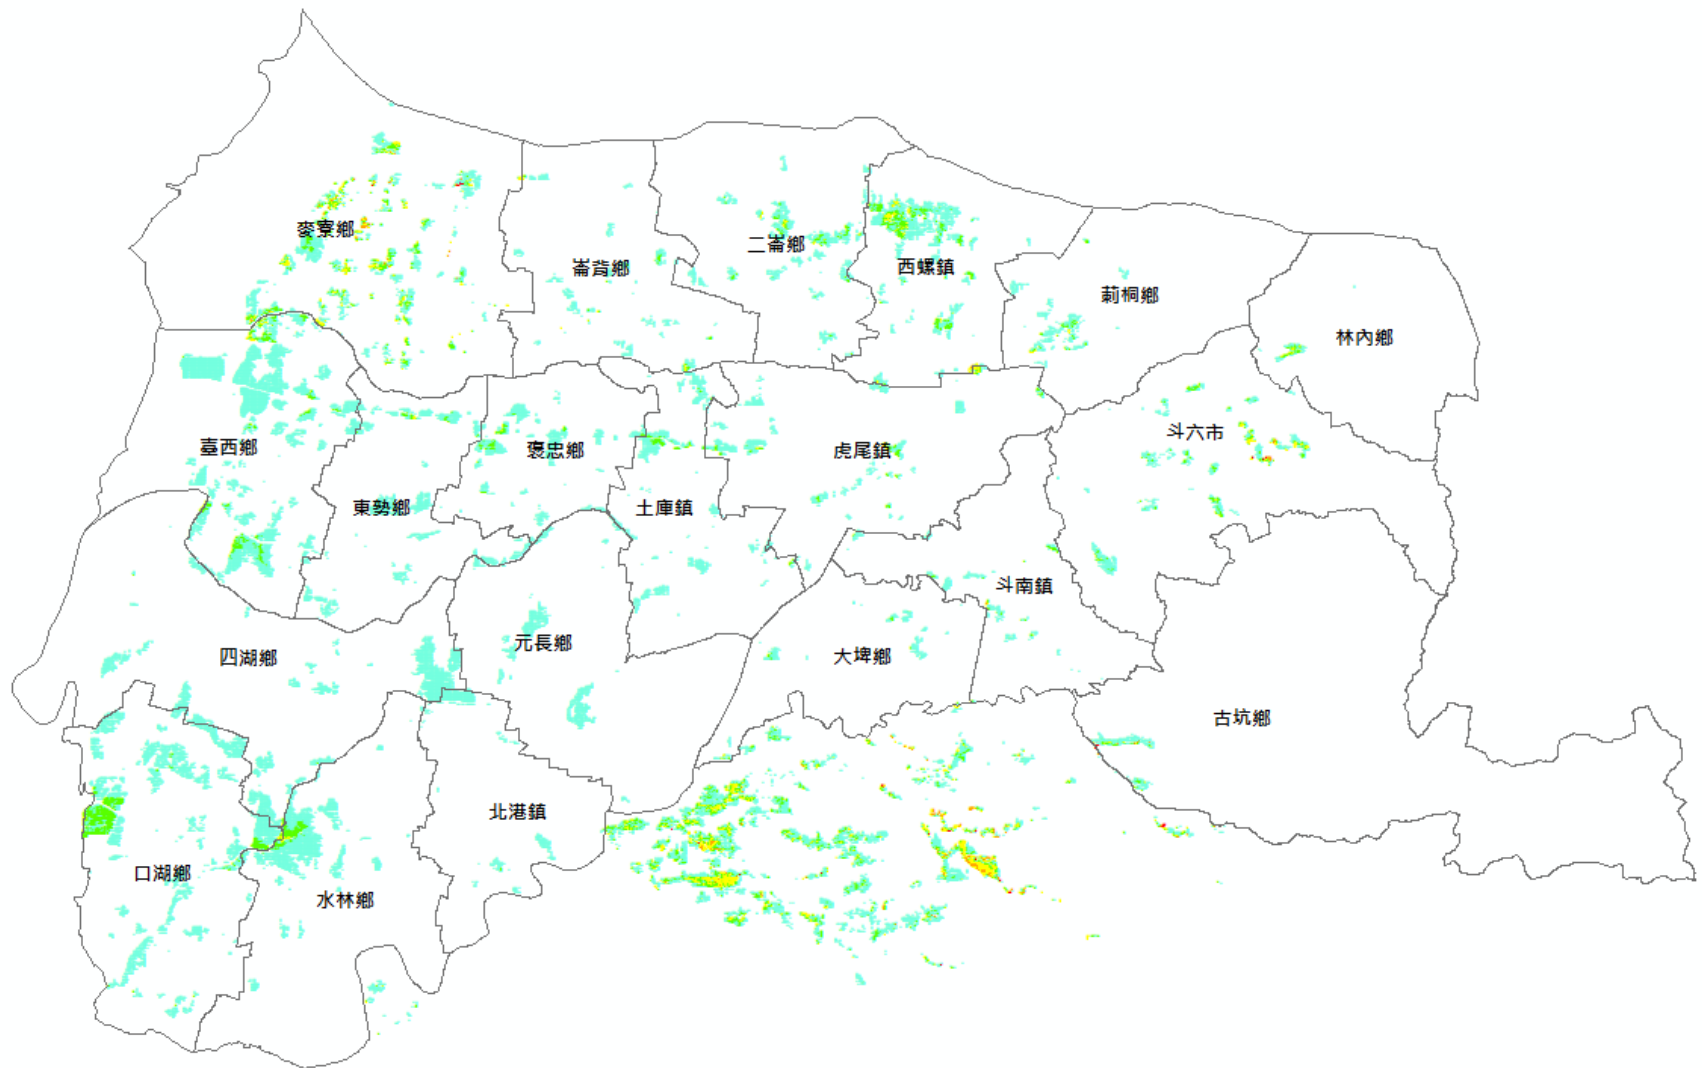 麥寮鄉
二崙鄉
崙背鄉
西螺鎮
莿桐鄉
林內鄉
斗六市
臺西鄉
褒忠鄉
虎尾鎮
東勢鄉
土庫鎮
斗南鎮
四湖鄉
元長鄉
大埤鄉
古坑鄉
北港鎮
口湖鄉
水林鄉